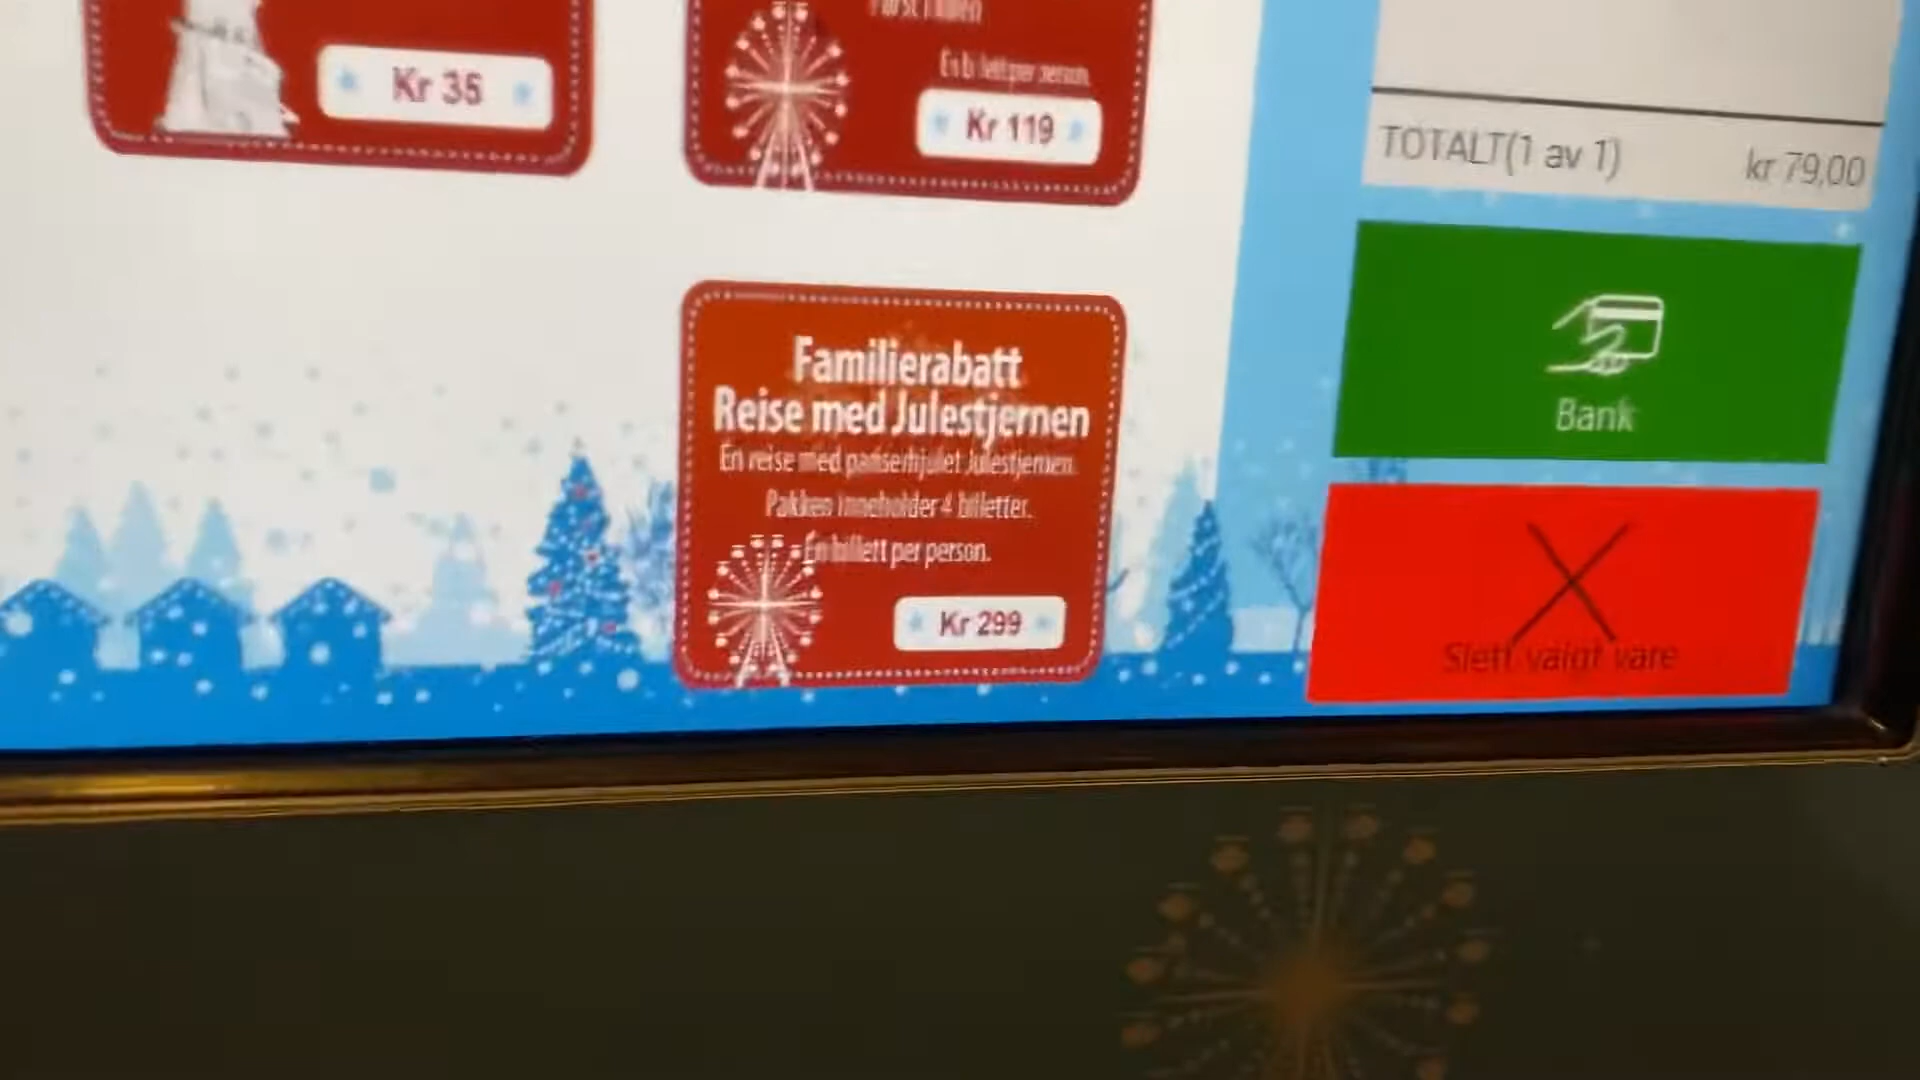 Kr 35
Først i køen
En billett per person.
Kr 119
TOTALT(1 av 1) kr 79,00
Familierabatt
Reise med Julestjernen
En reise med pariserhjulet Julestjernen.
Pakken inneholder 4 billetter.
En billett per person.
Kr 299
Bank
Slett valgt vare